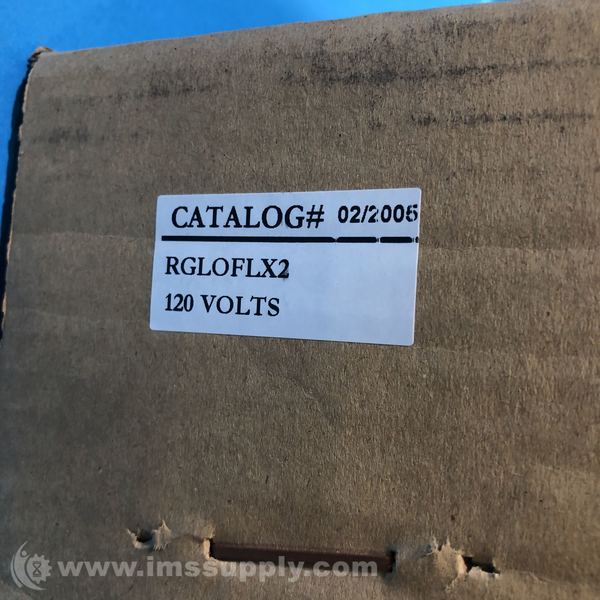 CATALOG# 02/2005
RGLOFLX2
120 VOLTS
www.imssupply.com